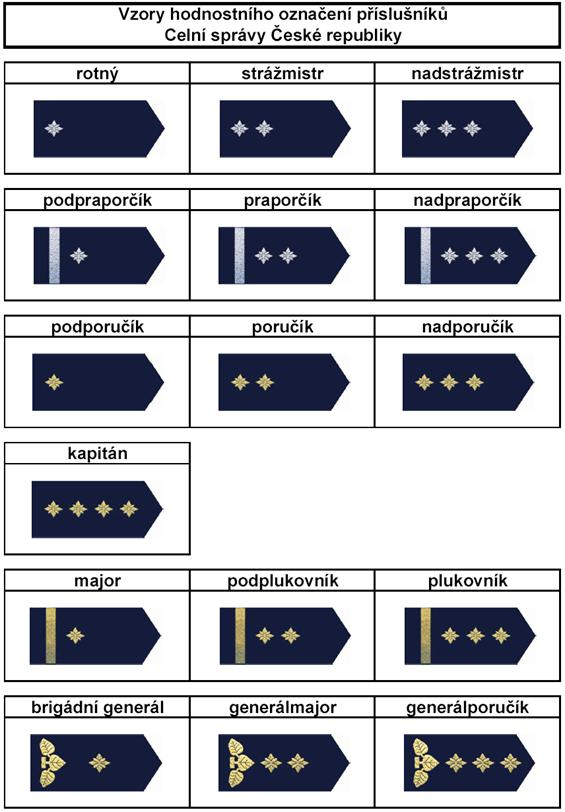 Vzory hodnostního označení příslušníků
Celní správy České republiky
rotný strážmistr nadstrážmistr
podpraporčík praporčík nadpraporčík
podporučík poručík nadporučík
kapitán
major podplukovník plukovník
brigádní generál generálmajor generálporučík